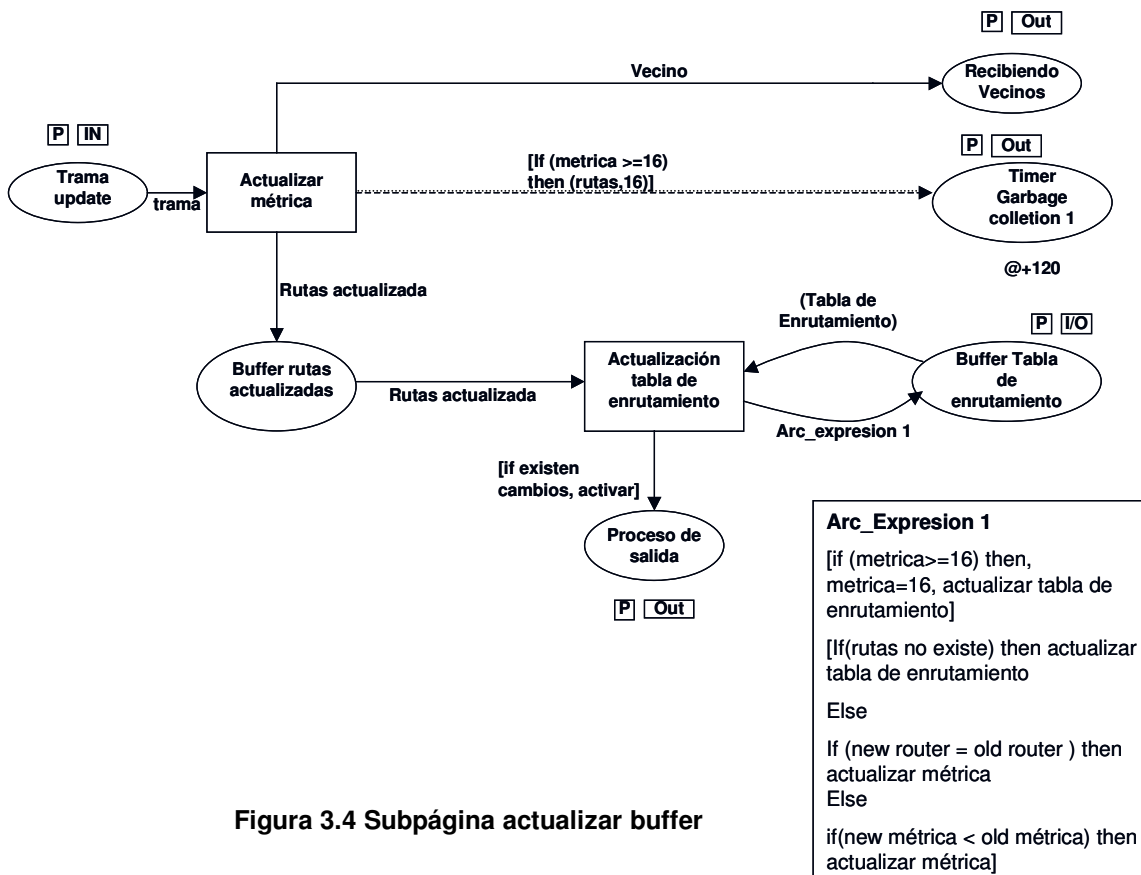 P Out
Vecino
Recibiendo
Vecinos
P IN
Trama
update
trama
Actualizar
métrica
[If (metrica >=16)
then (rutas,16)]
P Out
Timer
Garbage
colletion 1
@+120
Rutas actualizada
(Tabla de
Enrutamiento)
P I/O
Buffer rutas
actualizadas
Rutas actualizada
Actualización
tabla de
enrutamiento
Buffer Tabla
de
enrutamiento
Arc_expresion 1
[if existen
cambios, activar]
Proceso de
salida
P Out
Arc_Expresion 1
[if (metrica>=16) then,
metrica=16, actualizar tabla de
enrutamiento]
[If(rutas no existe) then actualizar
tabla de enrutamiento
Else
If (new router = old router ) then
actualizar métrica
Else
if(new métrica < old métrica) then
actualizar métrica]
Figura 3.4 Subpágina actualizar buffer